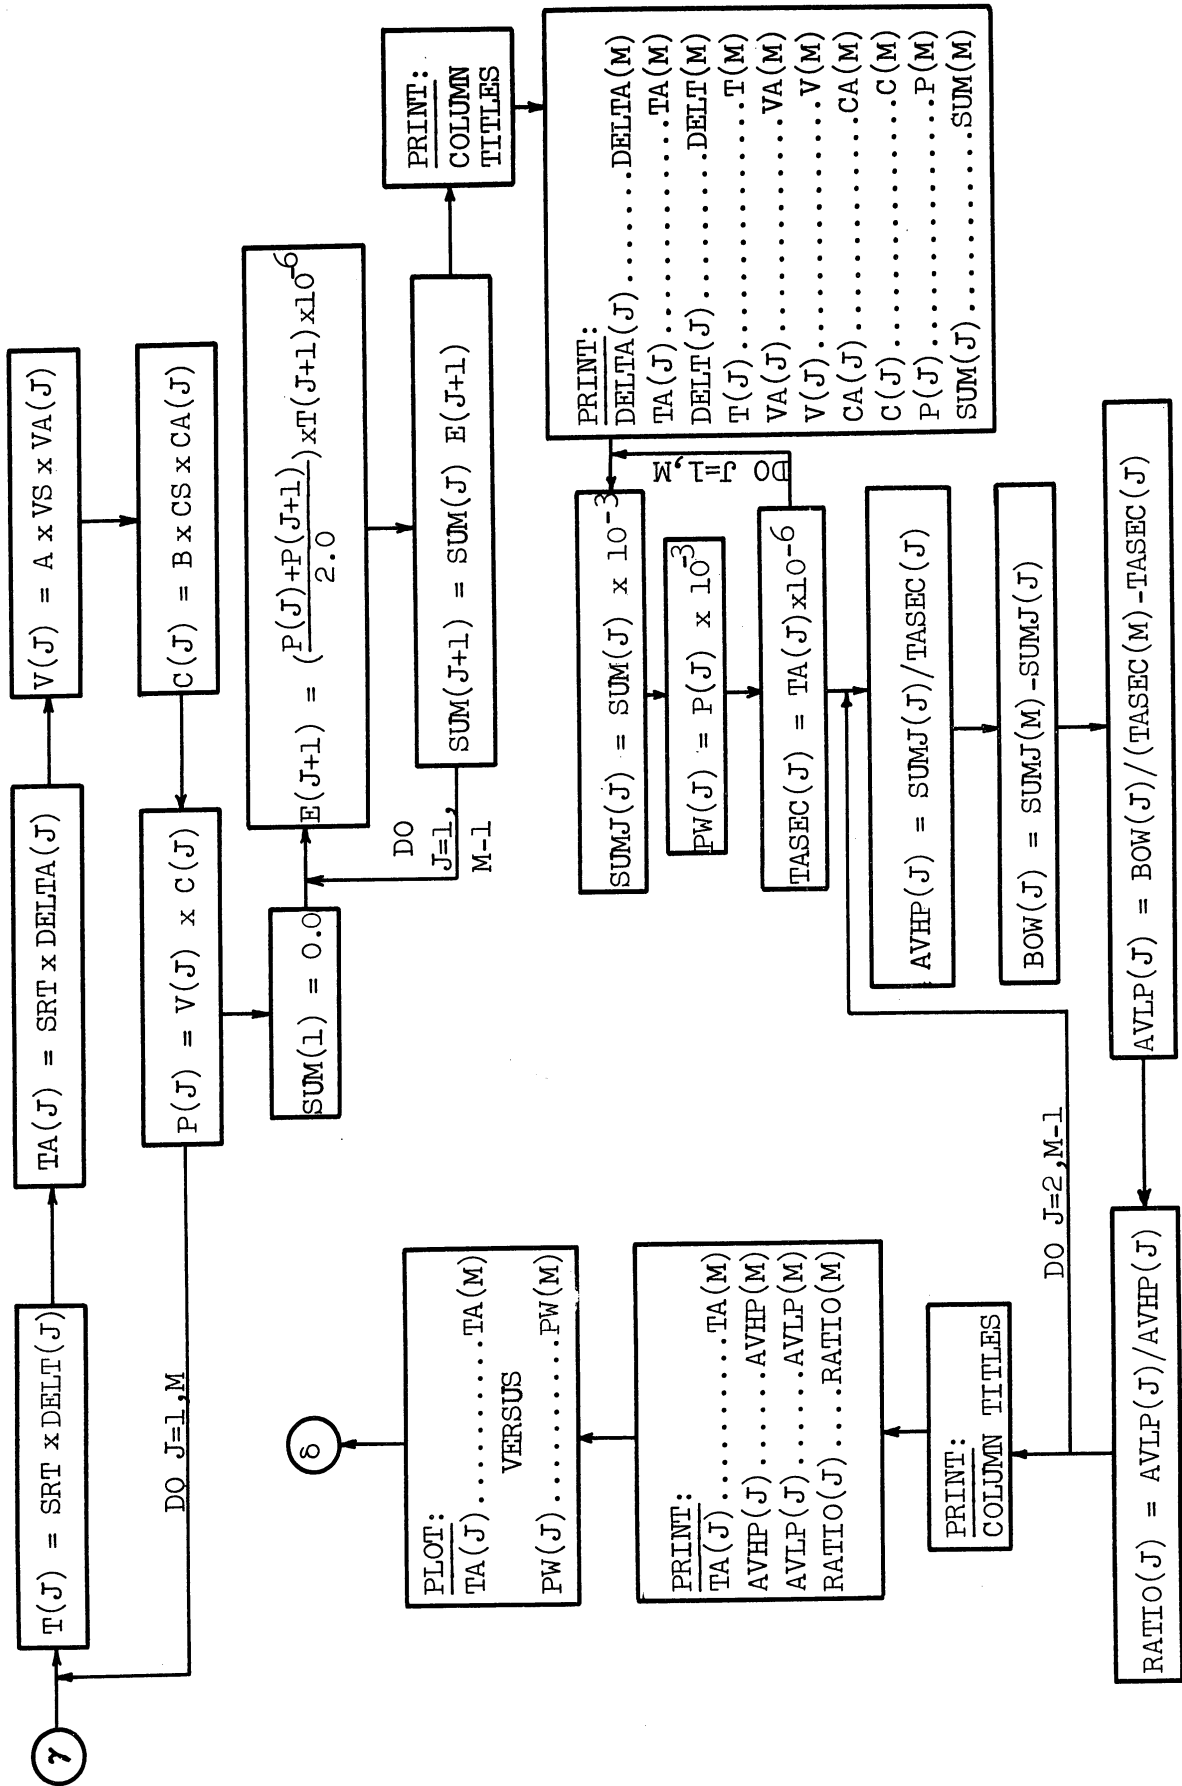 γ
T(J) = SRT x DELT(J)
TA(J) = SRT x DELTA(J)
V(J) = A x VS x VA(J)
C(J) = B x CS x CA(J)
P(J) = V(J) x C(J)
DO J=1,M
SUM(1) = 0.0
E(J+1) = (P(J)+P(J+1)/2.0)xT(J+1)x10-6
SUM(J+1) = SUM(J) E(J+1)
DO
J=1,
M-1
PRINT:
COLUMN
TITLES
PRINT:
DELTA(J).......DELTA(M)
TA(J).............TA(M)
DELT(J).........DELT(M)
T(J)...............T(M)
VA(J).............VA(M)
V(J)...............V(M)
CA(J).............CA(M)
C(J)...............C(M)
P(J)...............P(M)
SUM(J)...........SUM(M)
SUMJ(J) = SUM(J) x 10-3
PW(J) = P(J) x 10-3
TASEC(J) = TA(J)x10-6
DO J=1,M
AVHP(J) = SUMJ(J)/TASEC(J)
BOW(J) = SUMJ(M)-SUMJ(J)
AVLP(J) = BOW(J)/(TASEC(M)-TASEC(J)
RATIO(J) = AVLP(J)/AVHP(J)
DO J=2,M-1
PRINT:
COLUMN TITLES
PRINT:
TA(J).........TA(M)
AVHP(J).....AVHP(M)
AVLP(J).....AVLP(M)
RATIO(J)...RATIO(M)
PLOT:
TA(J).........TA(M)
VERSUS
PW(J).........PW(M)
δ